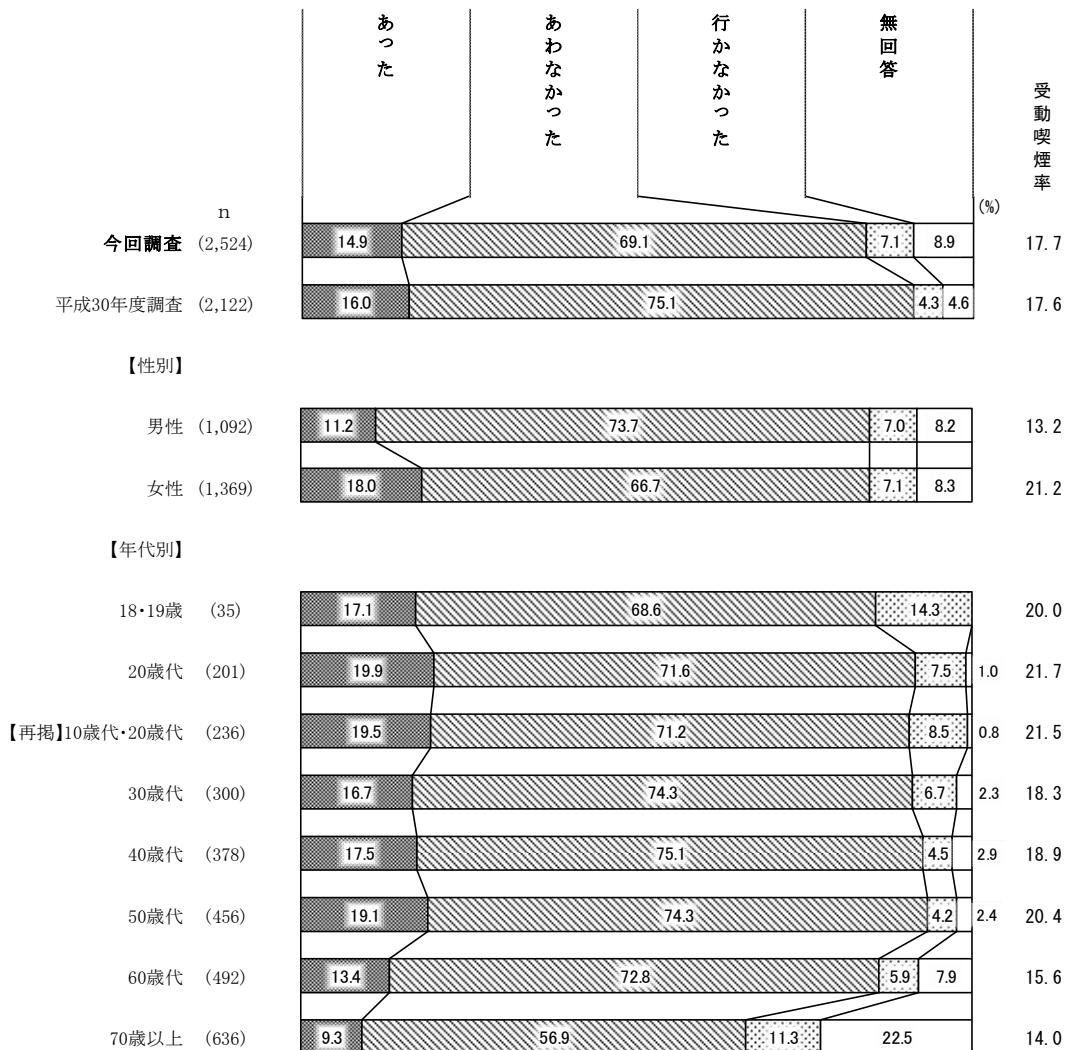 あった
あわなかった
行かなかった
無回答
受動喫煙率
n
(%)
今回調査 (2,524) 14.9 69.1 7.1 8.9 17.7
平成30年度調査 (2,122) 16.0 75.1 4.3 4.6 17.6
【性別】
男性 (1,092) 11.2 73.7 7.0 8.2 13.2
女性 (1,369) 18.0 66.7 7.1 8.3 21.2
【年代別】
18・19歳 (35) 17.1 68.6 14.3 20.0
20歳代 (201) 19.9 71.6 7.5 1.0 21.7
【再掲】10歳代・20歳代 (236) 19.5 71.2 8.5 0.8 21.5
30歳代 (300) 16.7 74.3 6.7 2.3 18.3
40歳代 (378) 17.5 75.1 4.5 2.9 18.9
50歳代 (456) 19.1 74.3 4.2 2.4 20.4
60歳代 (492) 13.4 72.8 5.9 7.9 15.6
70歳以上 (636) 9.3 56.9 11.3 22.5 14.0